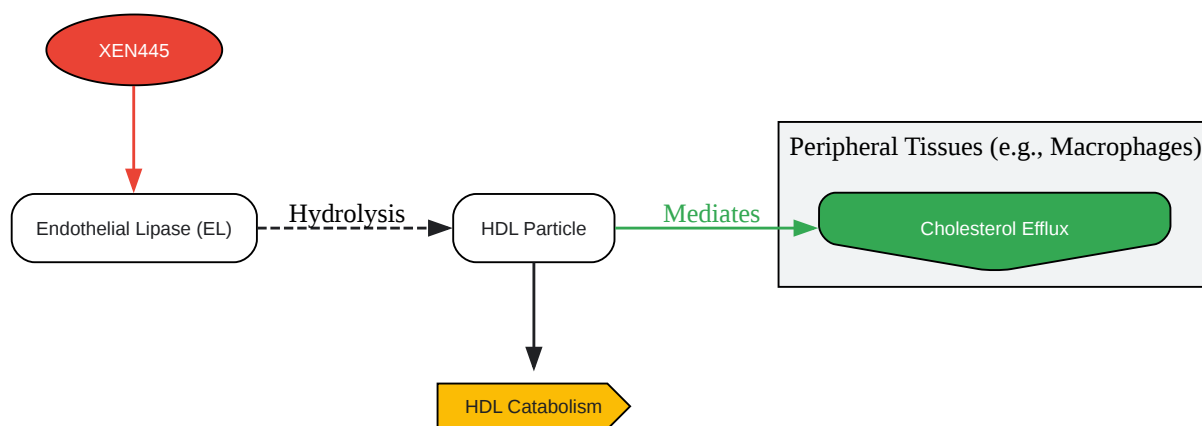 XEN445
Peripheral Tissues (e.g., Macrophages)
Endothelial Lipase (EL)
Hydrolysis
HDL Particle
Mediates
Cholesterol Efflux
HDL Catabolism